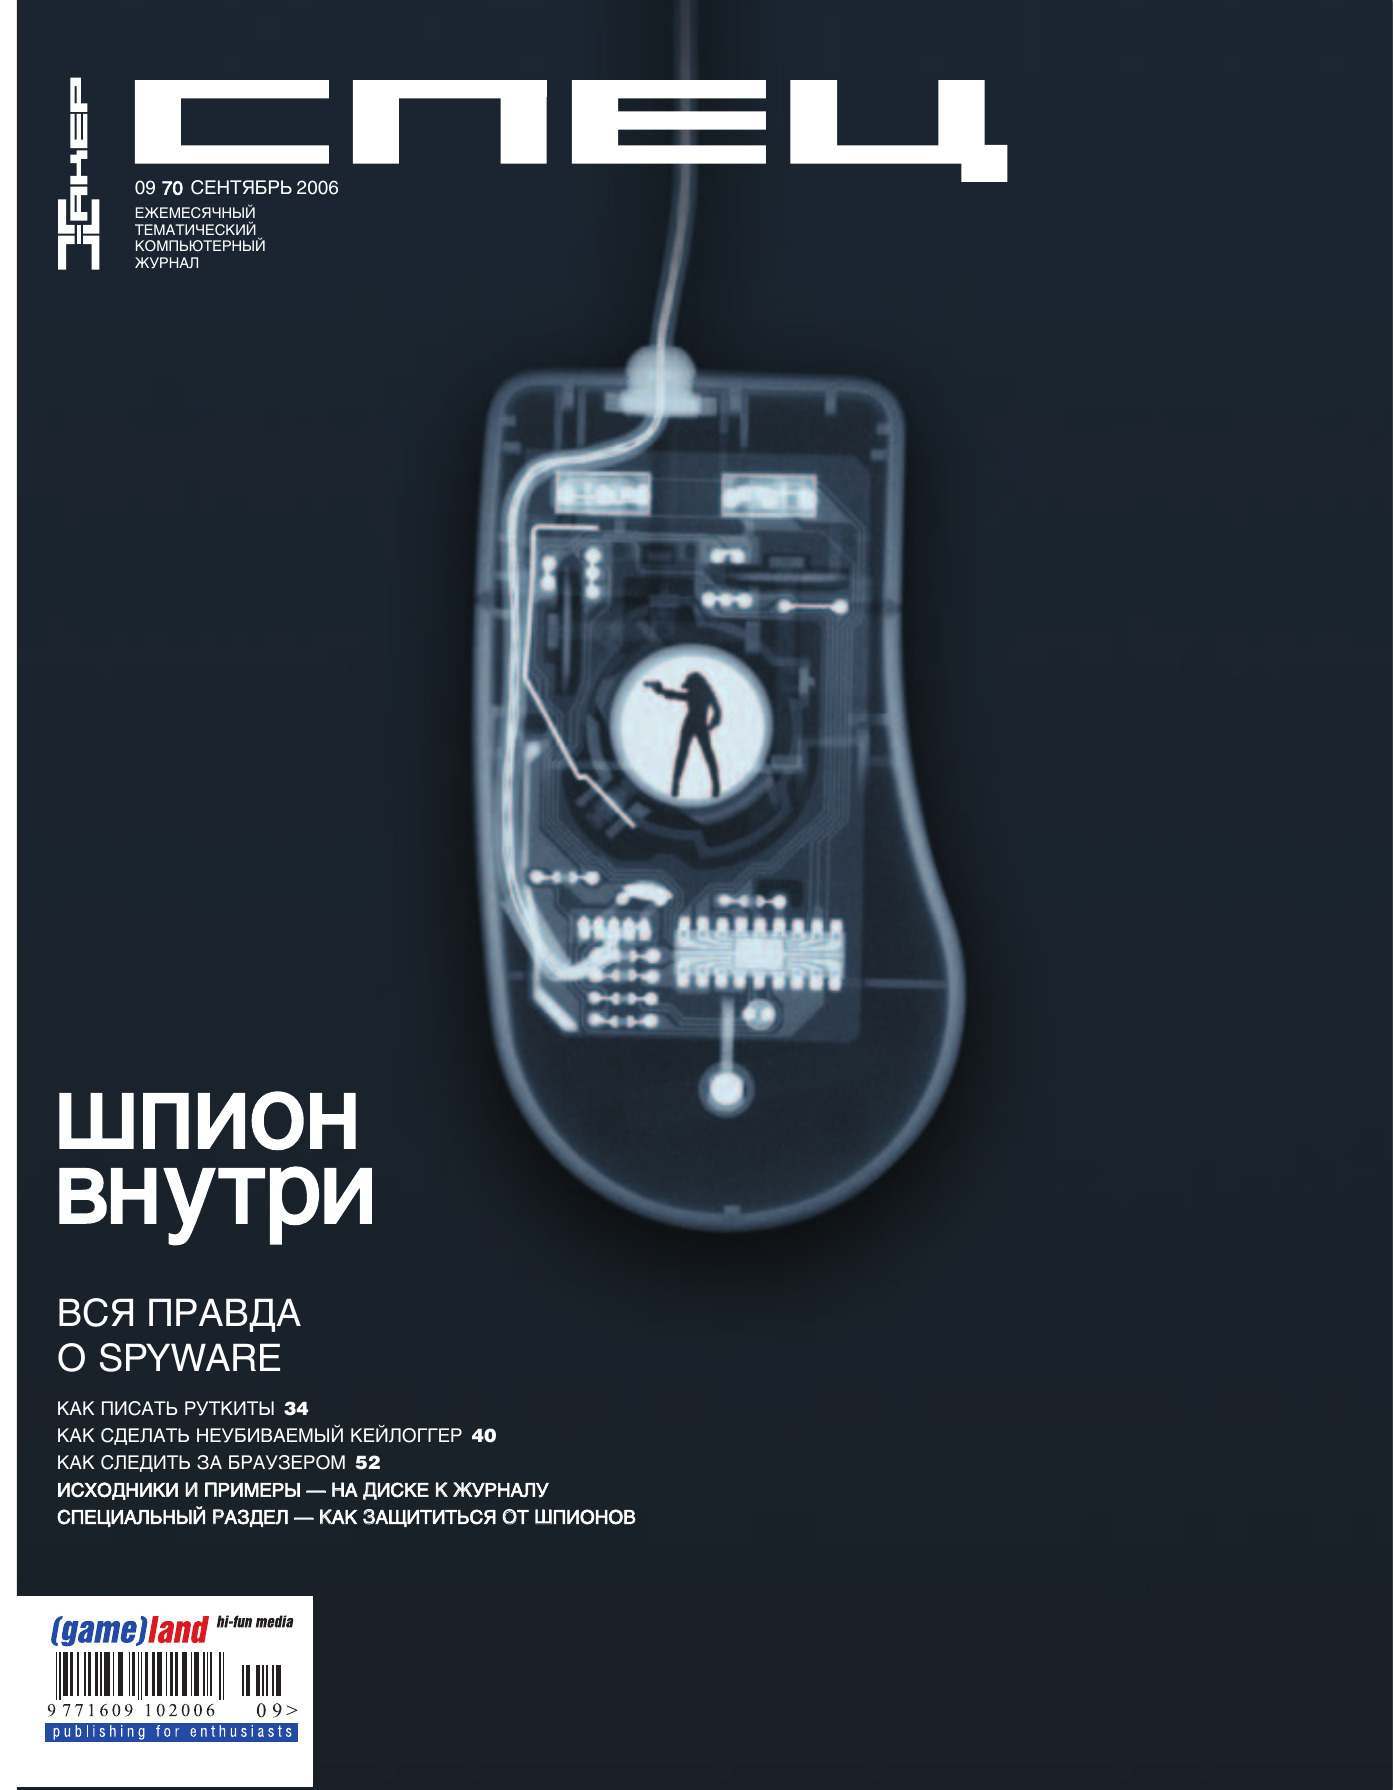 ХАКЕР
СПЕЦ
09 70 СЕНТЯБРЬ 2006
ЕЖЕМЕСЯЧНЫЙ
ТЕМАТИЧЕСКИЙ
КОМПЬЮТЕРНЫЙ
ЖУРНАЛ
ШПИОН
ВНУТРИ
ВСЯ ПРАВДА
О SPYWARE
КАК ПИСАТЬ РУТКИТЫ 34
КАК СДЕЛАТЬ НЕУБИВАЕМЫЙ КЕЙЛОГГЕР 40
КАК СЛЕДИТЬ ЗА БРАУЗЕРОМ 52
ИСХОДНИКИ И ПРИМЕРЫ — НА ДИСКЕ К ЖУРНАЛУ
СПЕЦИАЛЬНЫЙ РАЗДЕЛ — КАК ЗАЩИТИТЬСЯ ОТ ШПИОНОВ
(game)land hi-fun media
9 771609 102006 09>
publishing for enthusiasts